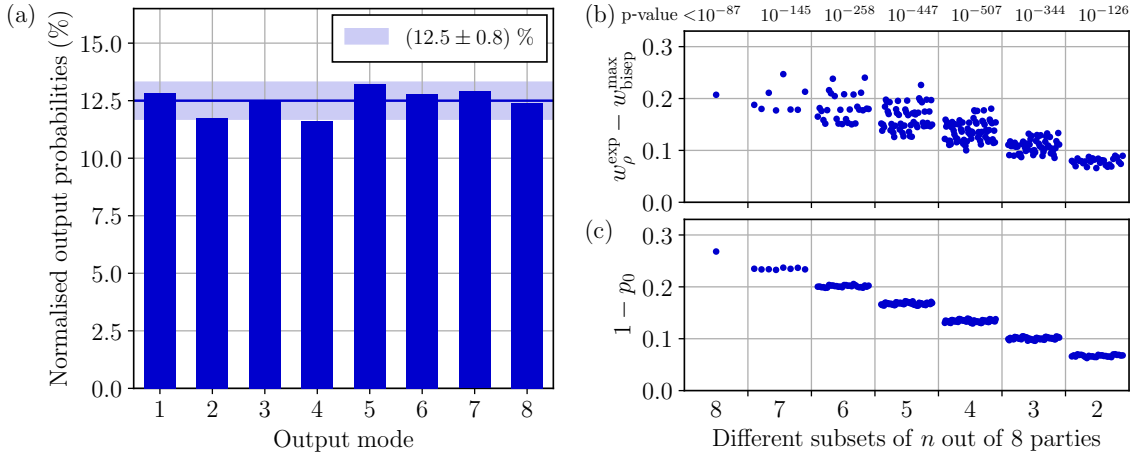 (a)
Normalised output probabilities (%)
15.0
12.5
10.0
7.5
5.0
2.5
0.0
(12.5 ± 0.8) %
1 2 3 4 5 6 7 8
Output mode
(b) p-value <10⁻⁸⁷ 10⁻¹⁴⁵ 10⁻²⁵⁸ 10⁻⁴⁴⁷ 10⁻⁵⁰⁷ 10⁻³⁴⁴ 10⁻¹²⁶
w_ρ^exp − w_bisep^max
0.3
0.2
0.1
0.0
(c)
1 − p₀
0.3
0.2
0.1
0.0
8 7 6 5 4 3 2
Different subsets of n out of 8 parties